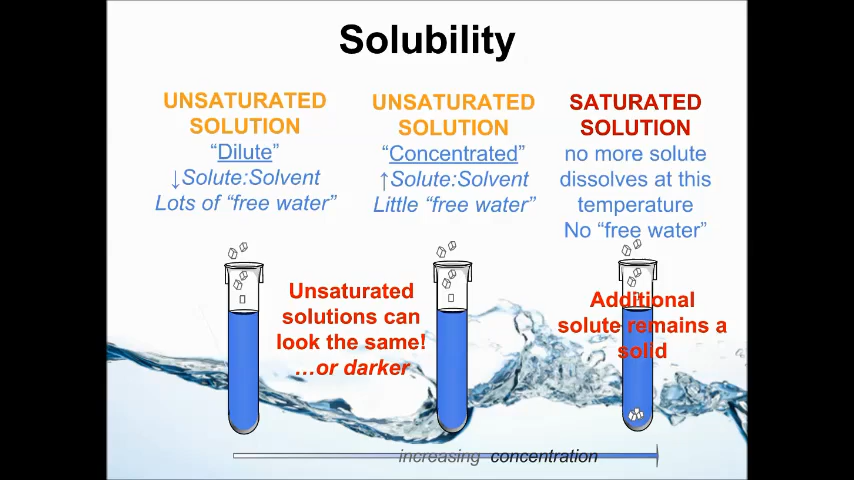 Solubility
UNSATURATED
SOLUTION
“Dilute”
↓Solute:Solvent
Lots of “free water”
UNSATURATED
SOLUTION
“Concentrated”
↑Solute:Solvent
Little “free water”
SATURATED
SOLUTION
no more solute
dissolves at this
temperature
No “free water”
Unsaturated
solutions can
look the same!
…or darker
Additional
solute remains a
solid
increasing concentration